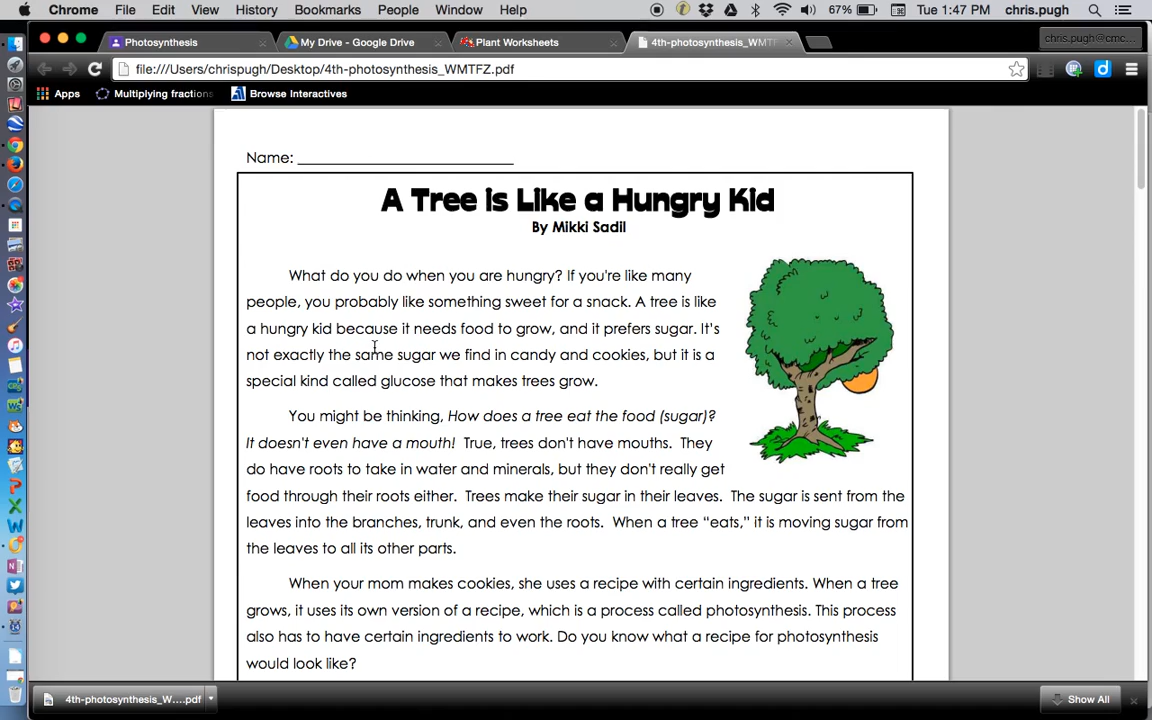 Chrome File Edit View History Bookmarks People Window Help 67% Tue 1:47 PM chris.pugh
Photosynthesis My Drive - Google Drive Plant Worksheets 4th-photosynthesis_WMTF
chris.pugh@cmc...
file:///Users/chrispugh/Desktop/4th-photosynthesis_WMTFZ.pdf
Apps Multiplying fractions Browse Interactives
Name:
A Tree is Like a Hungry Kid
By Mikki Sadil
What do you do when you are hungry? If you're like many
people, you probably like something sweet for a snack. A tree is like
a hungry kid because it needs food to grow, and it prefers sugar. It's
not exactly the same sugar we find in candy and cookies, but it is a
special kind called glucose that makes trees grow.
You might be thinking, How does a tree eat the food (sugar)?
It doesn't even have a mouth! True, trees don't have mouths. They
do have roots to take in water and minerals, but they don't really get
food through their roots either. Trees make their sugar in their leaves. The sugar is sent from the
leaves into the branches, trunk, and even the roots. When a tree "eats," it is moving sugar from
the leaves to all its other parts.
When your mom makes cookies, she uses a recipe with certain ingredients. When a tree
grows, it uses its own version of a recipe, which is a process called photosynthesis. This process
also has to have certain ingredients to work. Do you know what a recipe for photosynthesis
would look like?
4th-photosynthesis_W....pdf Show All